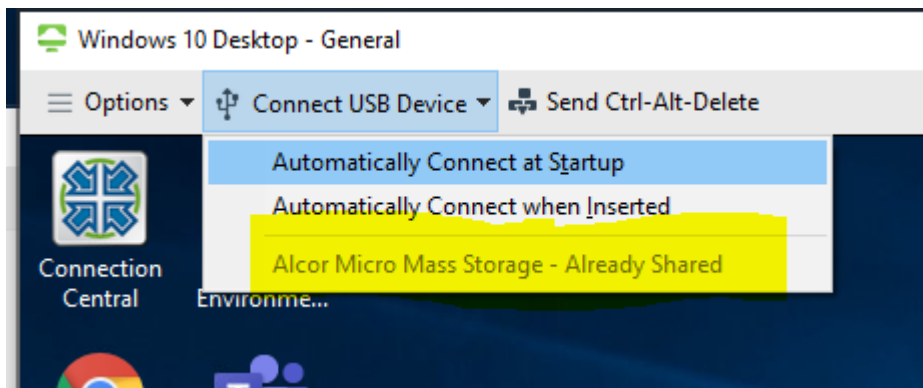 Windows 10 Desktop - General
Options
Connect USB Device
Send Ctrl-Alt-Delete
Automatically Connect at Startup
Automatically Connect when Inserted
Alcor Micro Mass Storage - Already Shared
Connection
Central
Environme...